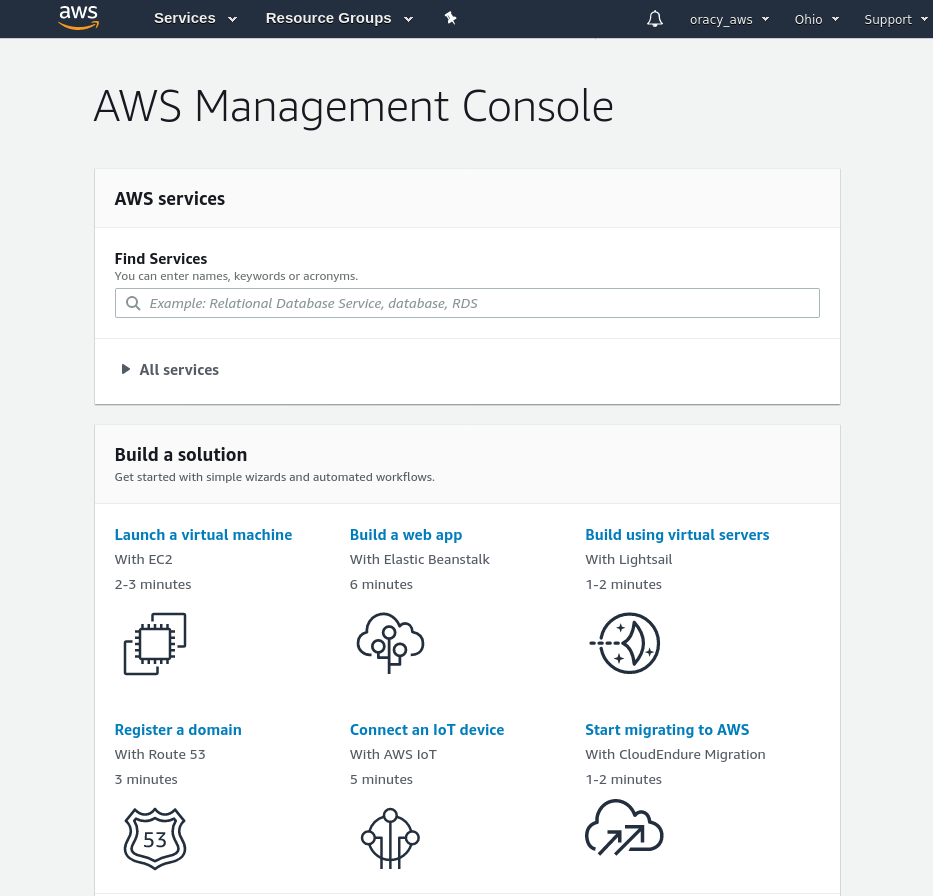 aws Services Resource Groups oracy_aws Ohio Support
AWS Management Console
AWS services
Find Services
You can enter names, keywords or acronyms.
Example: Relational Database Service, database, RDS
All services
Build a solution
Get started with simple wizards and automated workflows.
Launch a virtual machine
With EC2
2-3 minutes
Build a web app
With Elastic Beanstalk
6 minutes
Build using virtual servers
With Lightsail
1-2 minutes
Register a domain
With Route 53
3 minutes
53
Connect an IoT device
With AWS IoT
5 minutes
Start migrating to AWS
With CloudEndure Migration
1-2 minutes